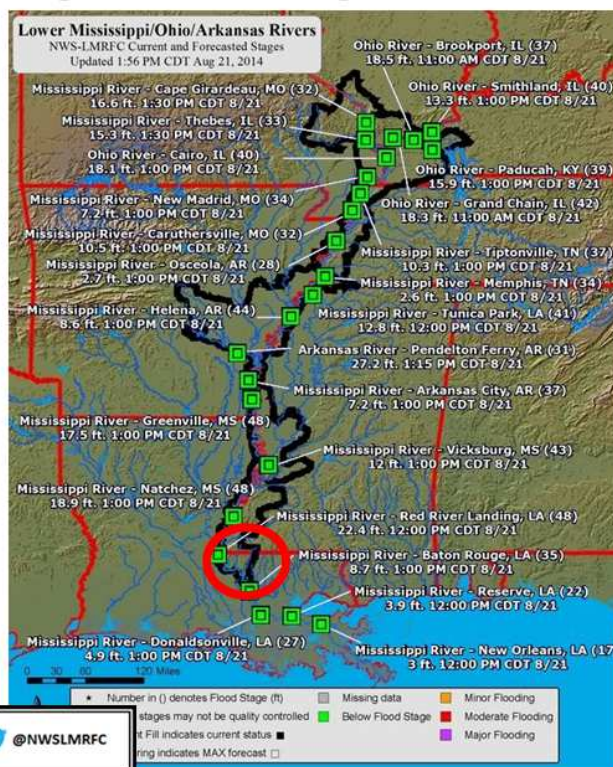 Lower Mississippi/Ohio/Arkansas Rivers
NWS-LMRFC Current and Forecasted Stages
Updated 1:56 PM CDT Aug 21, 2014
Ohio River - Brookport, IL (37)
18.5 ft. 11:00 AM CDT 8/21
Mississippi River - Cape Girardeau, MO (32)
16.6 ft. 1:30 PM CDT 8/21
Ohio River - Smithland, IL (40)
13.3 ft. 1:00 PM CDT 8/21
Mississippi River - Thebes, IL (33)
15.3 ft. 1:30 PM CDT 8/21
Ohio River - Cairo, IL (40)
18.1 ft. 1:00 PM CDT 8/21
Ohio River - Paducah, KY (39)
15.9 ft. 1:00 PM CDT 8/21
Mississippi River - New Madrid, MO (34)
7.2 ft. 1:00 PM CDT 8/21
Ohio River - Grand Chain, IL (42)
18.3 ft. 11:00 AM CDT 8/21
Mississippi River - Caruthersville, MO (32)
10.5 ft. 1:00 PM CDT 8/21
Mississippi River - Tiptonville, TN (37)
10.3 ft. 1:00 PM CDT 8/21
Mississippi River - Osceola, AR (28)
2.7 ft. 1:00 PM CDT 8/21
Mississippi River - Memphis, TN (34)
2.6 ft. 1:00 PM CDT 8/21
Mississippi River - Helena, AR (44)
8.6 ft. 1:00 PM CDT 8/21
Mississippi River - Tunica Park, LA (41)
12.8 ft. 12:00 PM CDT 8/21
Arkansas River - Pendelton Ferry, AR (31)
27.2 ft. 1:15 PM CDT 8/21
Mississippi River - Arkansas City, AR (37)
7.2 ft. 1:00 PM CDT 8/21
Mississippi River - Greenville, MS (48)
17.5 ft. 1:00 PM CDT 8/21
Mississippi River - Vicksburg, MS (43)
12 ft. 1:00 PM CDT 8/21
Mississippi River - Natchez, MS (48)
18.9 ft. 1:00 PM CDT 8/21
Mississippi River - Red River Landing, LA (48)
22.4 ft. 12:00 PM CDT 8/21
Mississippi River - Baton Rouge, LA (35)
8.7 ft. 1:00 PM CDT 8/21
Mississippi River - Reserve, LA (22)
3.9 ft. 12:00 PM CDT 8/21
Mississippi River - Donaldsonville, LA (27)
4.9 ft. 1:00 PM CDT 8/21
Mississippi River - New Orleans, LA (17
3 ft. 12:00 PM CDT 8/21
0 30 60 120 Miles
* Number in () denotes Flood Stage (ft)
stages may not be quality controlled
nt Fill indicates current status
ring indicates MAX forecast
Missing data
Below Flood Stage
Minor Flooding
Moderate Flooding
Major Flooding
@NWSLMRFC